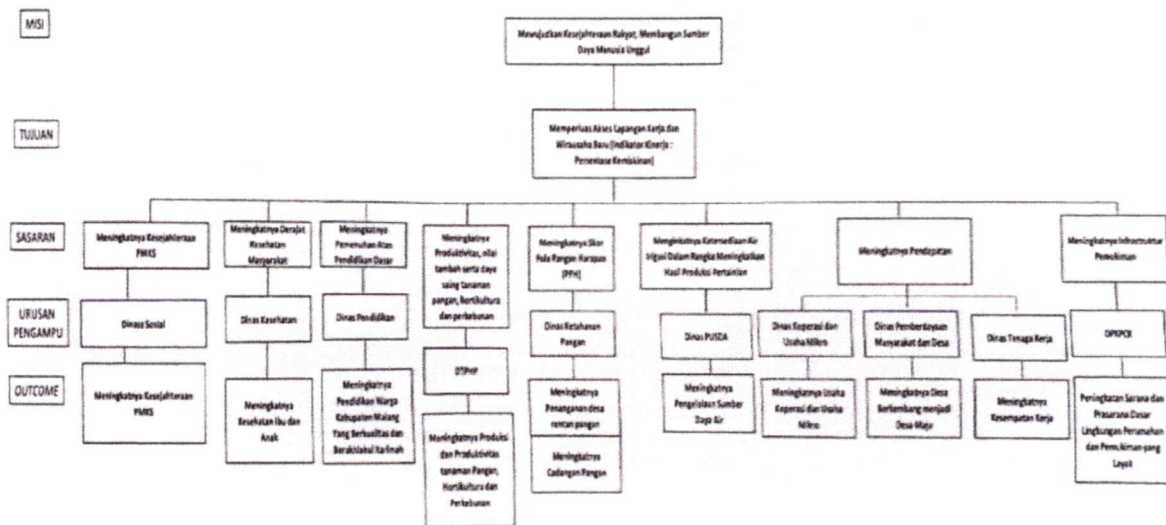 MISI
Mewujudkan Kesejahteraan Rakyat, Membangun Sumber
Daya Manusia Unggul
TUJUAN
Memperluas Akses Lapangan Kerja dan
Wirausaha Baru (Indikator Kinerja :
Persentase Kemiskinan)
SASARAN
Meningkatnya Kesejahteraan
PMKS
Meningkatnya Derajat
Kesehatan
Masyarakat
Meningkatnya
Pemenuhan Atas
Pendidikan Dasar
Meningkatnya
Produktivitas, nilai
tambah serta daya
saing tanaman
pangan, hortikultura
dan perkebunan
Meningkatnya Skor
Pola Pangan Harapan
(PPH)
Ketersediaan Air
Irigasi Dalam Rangka Meningkatkan
Hasil Produksi Pertanian
Meningkatnya Pendapatan
Meningkatnya Infrastruktur
Pemukiman
URUSAN
PENGAMPU
Dinass Sosial
Dinas Kesehatan
Dinas Pendidikan
DTPHP
Dinas Ketahanan
Pangan
Dinas PUSDA
Dinas Koperasi dan
Usaha Mikro
Dinas Pemberdayaan
Masyarakat dan Desa
Dinas Tenaga Kerja
DPKPCK
OUTCOME
Meningkatnya Kesejahteraan
PMKS
Meningkatnya
Kesehatan Ibu dan
Anak
Meningkatnya
Pendidikan Warga
Kabupaten Malang
Yang Berkualitas dan
Berakhlakul Karimah
Meningkatnya Produksi
dan Produktivitas
tanaman Pangan,
Hortikultura dan
Perkebunan
Meningkatnya
Penanganan desa
rentan pangan
Meningkatnya
Cadangan Pangan
Meningkatnya
Pengelolaan Sumber
Daya Air
Meningkatnya Usaha
Koperasi dan Usaha
Mikro
Meningkatnya Desa
Berkembang menjadi
Desa Maju
Meningkatnya
Kesempatan Kerja
Peningkatan Sarana dan
Prasarana Dasar
Lingkungan Perumahan
dan Pemukiman yang
Layak